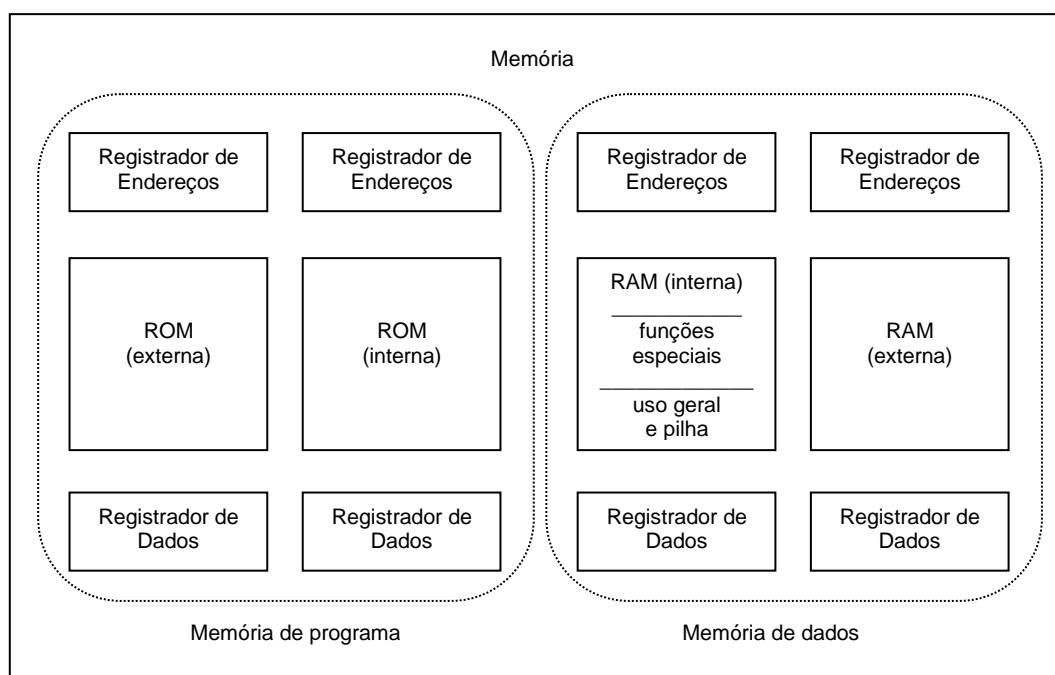 Memória
Registrador de
Endereços
Registrador de
Endereços
Registrador de
Endereços
Registrador de
Endereços
ROM
(externa)
ROM
(interna)
RAM (interna)
funções
especiais
uso geral
e pilha
RAM
(externa)
Registrador de
Dados
Registrador de
Dados
Registrador de
Dados
Registrador de
Dados
Memória de programa
Memória de dados